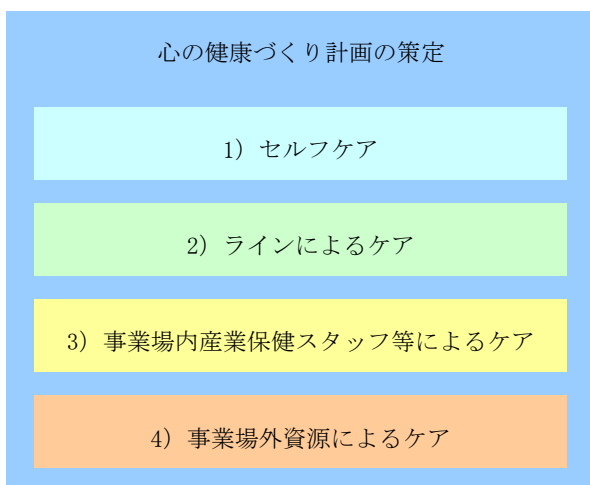 心の健康づくり計画の策定
1）セルフケア
2）ラインによるケア
3）事業場内産業保健スタッフ等によるケア
4）事業場外資源によるケア